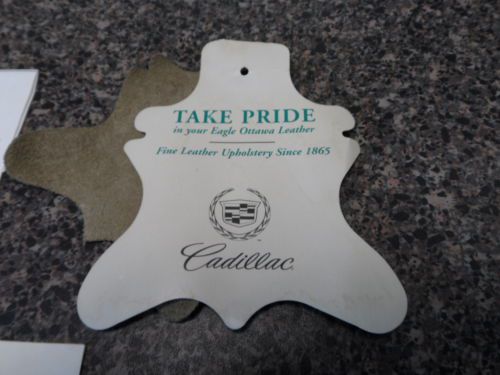 TAKE PRIDE
in your Eagle Ottawa Leather
Fine Leather Upholstery Since 1865
Cadillac